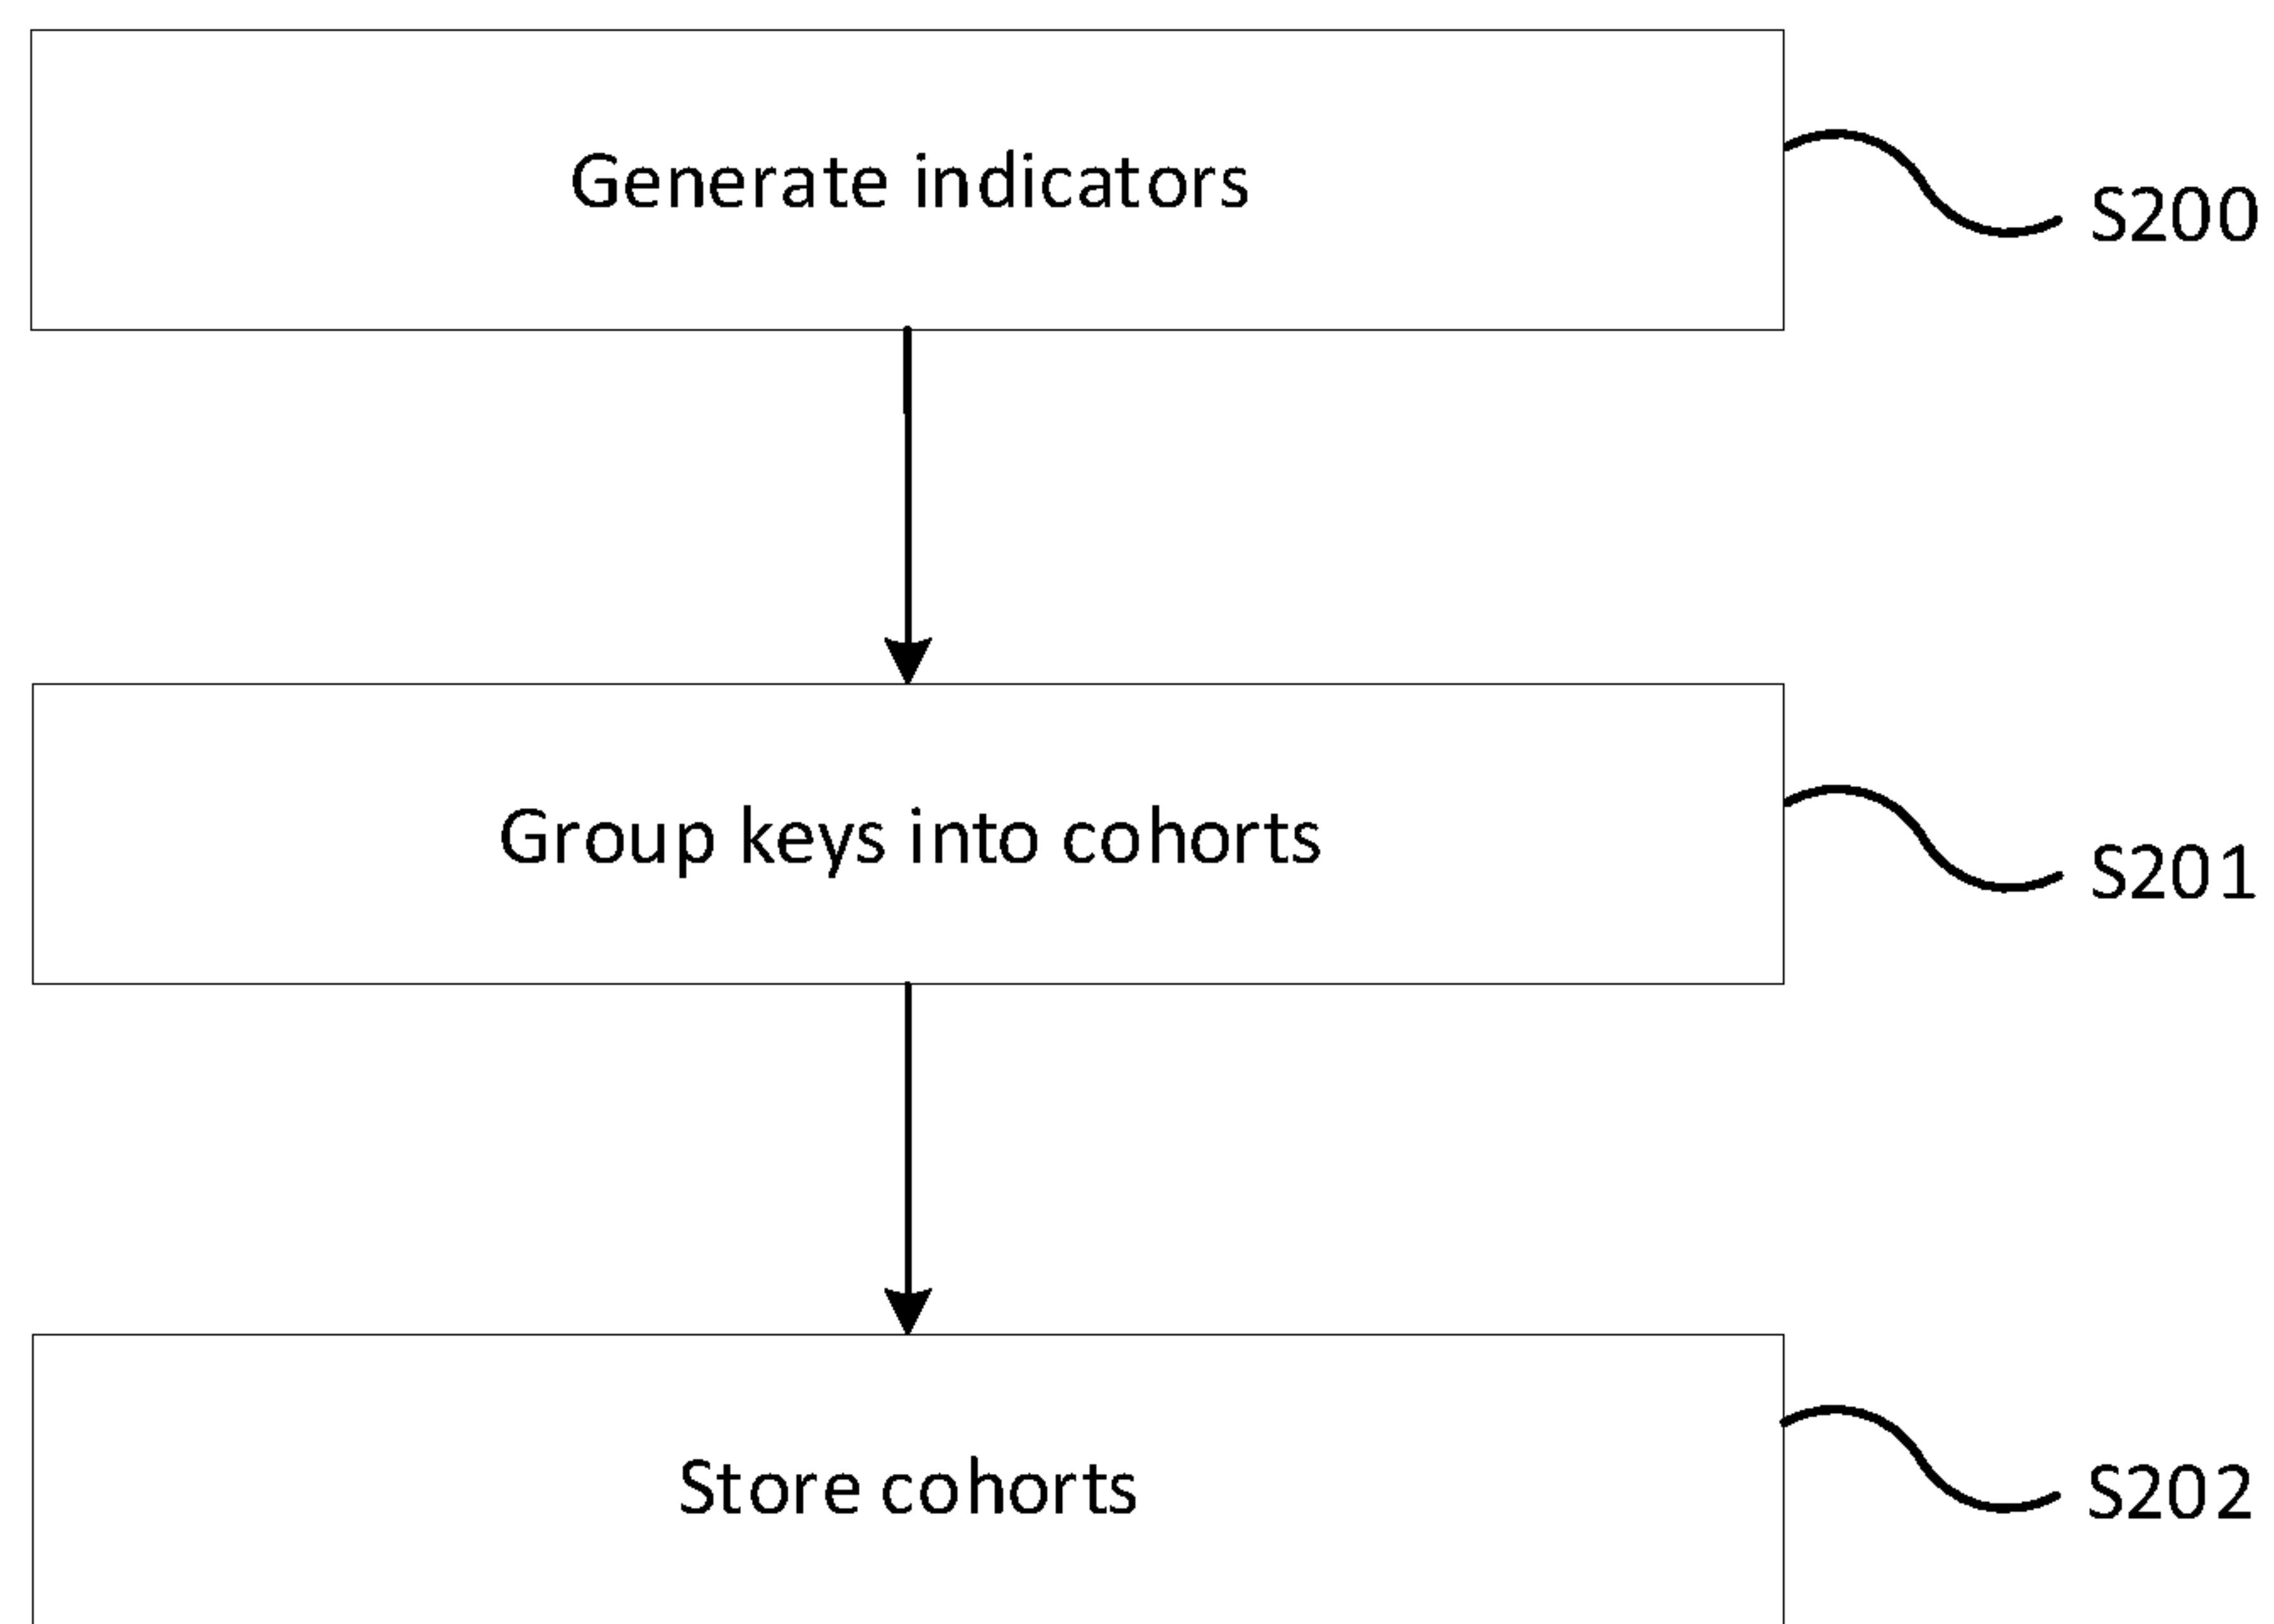 Generate indicators
S200
Group keys into cohorts
S201
Store cohorts
S202